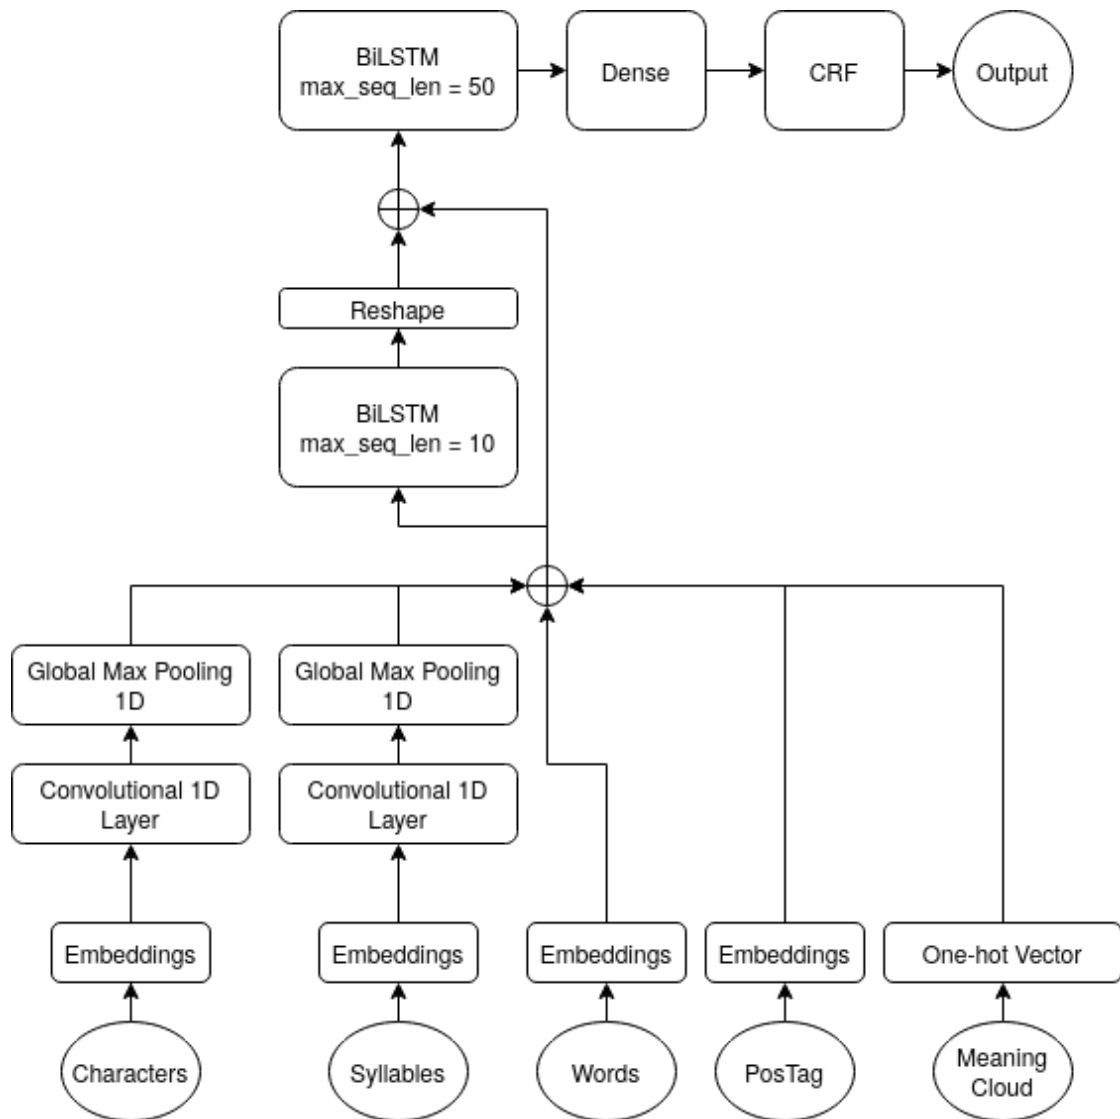 BiLSTM
max_seq_len = 50
Dense
CRF
Output
Reshape
BiLSTM
max_seq_len = 10
Global Max Pooling
1D
Global Max Pooling
1D
Convolutional 1D
Layer
Convolutional 1D
Layer
Embeddings
Embeddings
Embeddings
Embeddings
One-hot Vector
Characters
Syllables
Words
PosTag
Meaning
Cloud